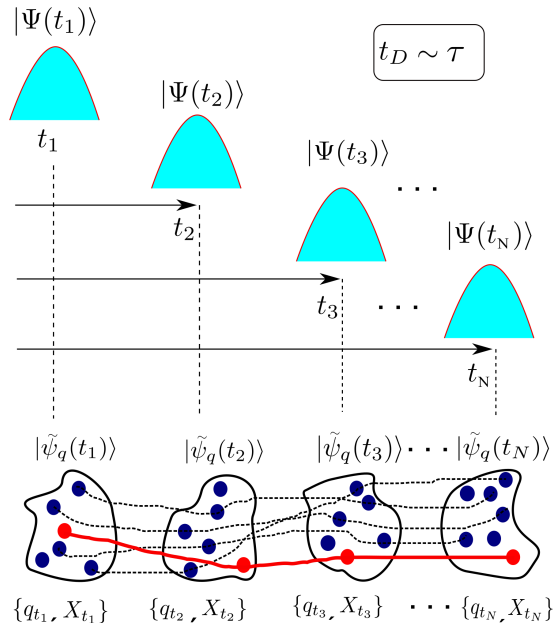 |Ψ(t₁)⟩
t_D ∼ τ
|Ψ(t₂)⟩
t₁
|Ψ(t₃)⟩
· · ·
t₂
|Ψ(t_N)⟩
t₃ · · ·
t_N
|ψ̃_q(t₁)⟩ |ψ̃_q(t₂)⟩ |ψ̃_q(t₃)⟩ · · · |ψ̃_q(t_N)⟩
{q_{t₁}, X_{t₁}} {q_{t₂}, X_{t₂}} {q_{t₃}, X_{t₃}} · · · {q_{t_N}, X_{t_N}}